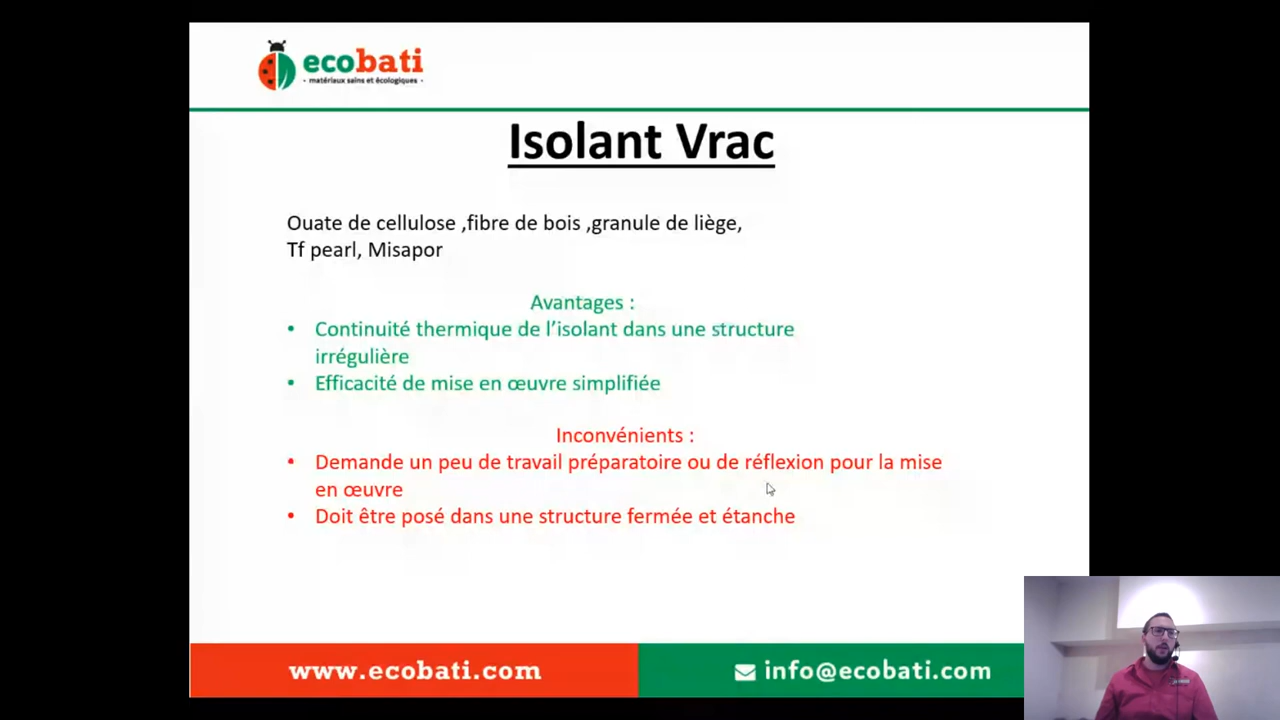 ecobati
· matériaux sains et écologiques ·
Isolant Vrac
Ouate de cellulose ,fibre de bois ,granule de liège,
Tf pearl, Misapor
Avantages :
• Continuité thermique de l’isolant dans une structure
irrégulière
• Efficacité de mise en œuvre simplifiée
Inconvénients :
• Demande un peu de travail préparatoire ou de réflexion pour la mise
en œuvre
• Doit être posé dans une structure fermée et étanche
www.ecobati.com
info@ecobati.com